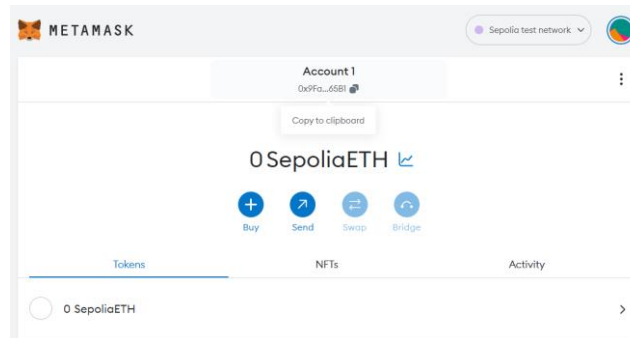 METAMASK
Sepolia test network
Account 1
0x9Fa...65B1
Copy to clipboard
0 SepoliaETH
Buy Send Swap Bridge
Tokens NFTs Activity
0 SepoliaETH